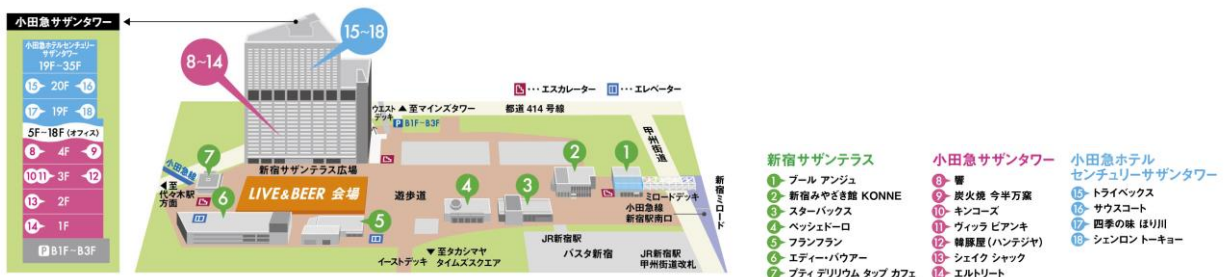 小田急サザンタワー
小田急ホテルセンチュリー
サザンタワー
19F~35F
15 20F 16
17 19F 18
5F~18F (オフィス)
8 4F 9
10 11 3F 12
13 2F
14 1F
P B1F~B3F
15~18
8~14
・・・エスカレーター
・・・エレベーター
ウエスト
デッキ
▲至マインズタワー
都道414号線
P B1F~B3F
甲州街道
小田急線
7
新宿サザンテラス広場
2
1
◀至
代々木駅
方面
LIVE&BEER 会場
遊歩道
4
3
ミロードデッキ
小田急線
新宿駅南口
新宿ミロード
6
5
▼至タカシマヤ
タイムズスクエア
イーストデッキ
JR新宿駅
バスタ新宿
JR新宿駅
甲州街道改札
新宿サザンテラス
1 ブール アンジュ
2 新宿みやざき館 KONNE
3 スターバックス
4 ペッシェドーロ
5 フランフラン
6 エディー・バウアー
7 プティ デリリウム タップ カフェ
小田急サザンタワー
8 響
9 炭火焼 今半万窯
10 キンコーズ
11 ヴィッラ ビアンキ
12 韓豚屋(ハンテジヤ)
13 シェイク シャック
14 エルトリート
小田急ホテル
センチュリーサザンタワー
15 トライベックス
16 サウスコート
17 四季の味 ほり川
18 シェンロン トーキョー